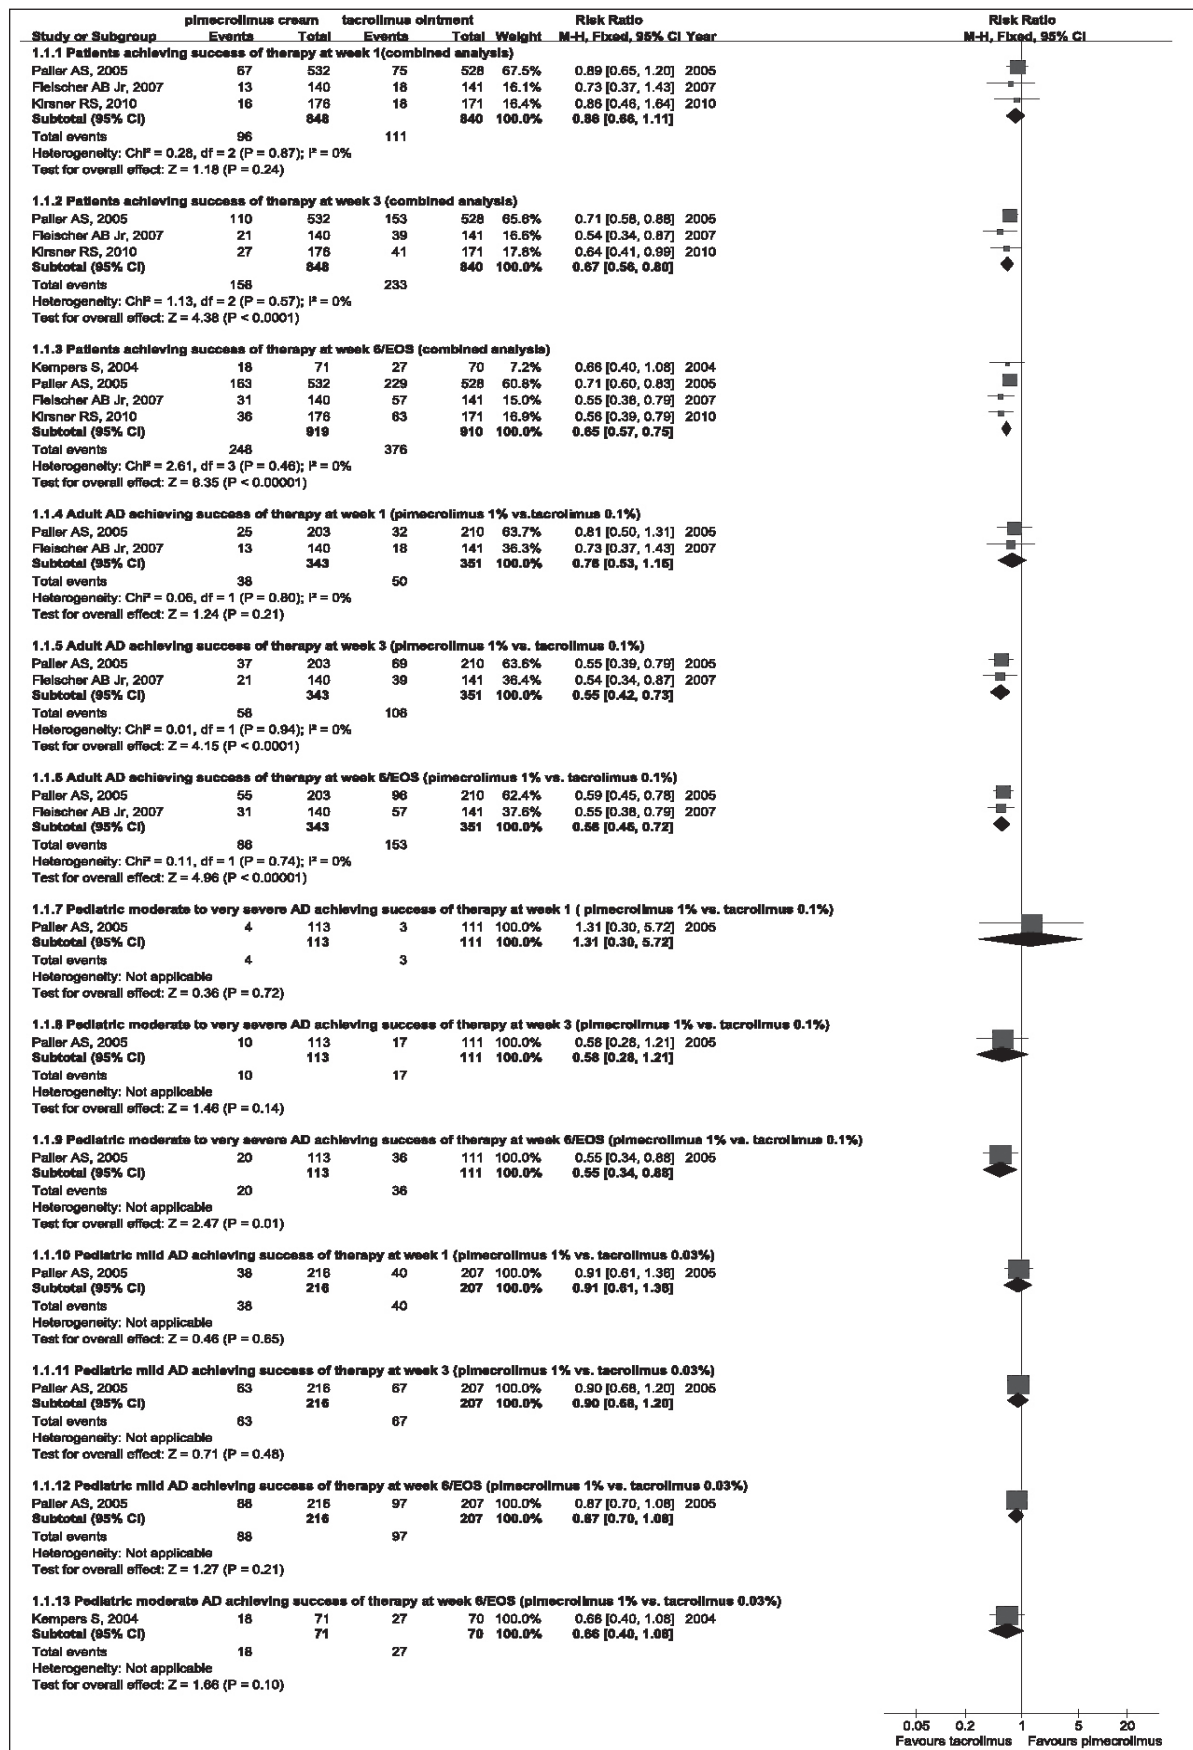 pimecrolimus cream tacrolimus ointment Risk Ratio Risk Ratio
Study or Subgroup Events Total Events Total Weight M-H, Fixed, 95% CI Year M-H, Fixed, 95% CI
1.1.1 Patients achieving success of therapy at week 1(combined analysis)
Paller AS, 2005 67 532 75 528 67.5% 0.89 [0.65, 1.20] 2005
Fleischer AB Jr, 2007 13 140 18 141 16.1% 0.73 [0.37, 1.43] 2007
Kirsner RS, 2010 16 176 18 171 16.4% 0.86 [0.46, 1.64] 2010
Subtotal (95% CI) 848 840 100.0% 0.86 [0.66, 1.11]
Total events 96 111
Heterogeneity: Chi² = 0.28, df = 2 (P = 0.87); I² = 0%
Test for overall effect: Z = 1.18 (P = 0.24)
1.1.2 Patients achieving success of therapy at week 3 (combined analysis)
Paller AS, 2005 110 532 153 528 65.6% 0.71 [0.58, 0.88] 2005
Fleischer AB Jr, 2007 21 140 39 141 16.6% 0.54 [0.34, 0.87] 2007
Kirsner RS, 2010 27 176 41 171 17.8% 0.64 [0.41, 0.99] 2010
Subtotal (95% CI) 848 840 100.0% 0.67 [0.56, 0.80]
Total events 158 233
Heterogeneity: Chi² = 1.13, df = 2 (P = 0.57); I² = 0%
Test for overall effect: Z = 4.38 (P < 0.0001)
1.1.3 Patients achieving success of therapy at week 6/EOS (combined analysis)
Kempers S, 2004 18 71 27 70 7.2% 0.66 [0.40, 1.08] 2004
Paller AS, 2005 163 532 229 528 60.8% 0.71 [0.60, 0.83] 2005
Fleischer AB Jr, 2007 31 140 57 141 15.0% 0.55 [0.38, 0.79] 2007
Kirsner RS, 2010 36 176 63 171 16.9% 0.56 [0.39, 0.79] 2010
Subtotal (95% CI) 919 910 100.0% 0.65 [0.57, 0.75]
Total events 248 376
Heterogeneity: Chi² = 2.61, df = 3 (P = 0.46); I² = 0%
Test for overall effect: Z = 6.35 (P < 0.00001)
1.1.4 Adult AD achieving success of therapy at week 1 (pimecrolimus 1% vs.tacrolimus 0.1%)
Paller AS, 2005 25 203 32 210 63.7% 0.81 [0.50, 1.31] 2005
Fleischer AB Jr, 2007 13 140 18 141 36.3% 0.73 [0.37, 1.43] 2007
Subtotal (95% CI) 343 351 100.0% 0.78 [0.53, 1.15]
Total events 38 50
Heterogeneity: Chi² = 0.06, df = 1 (P = 0.80); I² = 0%
Test for overall effect: Z = 1.24 (P = 0.21)
1.1.5 Adult AD achieving success of therapy at week 3 (pimecrolimus 1% vs. tacrolimus 0.1%)
Paller AS, 2005 37 203 69 210 63.6% 0.55 [0.39, 0.79] 2005
Fleischer AB Jr, 2007 21 140 39 141 36.4% 0.54 [0.34, 0.87] 2007
Subtotal (95% CI) 343 351 100.0% 0.55 [0.42, 0.73]
Total events 58 108
Heterogeneity: Chi² = 0.01, df = 1 (P = 0.94); I² = 0%
Test for overall effect: Z = 4.15 (P < 0.0001)
1.1.6 Adult AD achieving success of therapy at week 6/EOS (pimecrolimus 1% vs. tacrolimus 0.1%)
Paller AS, 2005 55 203 96 210 62.4% 0.59 [0.45, 0.78] 2005
Fleischer AB Jr, 2007 31 140 57 141 37.6% 0.55 [0.38, 0.79] 2007
Subtotal (95% CI) 343 351 100.0% 0.58 [0.46, 0.72]
Total events 86 153
Heterogeneity: Chi² = 0.11, df = 1 (P = 0.74); I² = 0%
Test for overall effect: Z = 4.96 (P < 0.00001)
1.1.7 Pediatric moderate to very severe AD achieving success of therapy at week 1 ( pimecrolimus 1% vs. tacrolimus 0.1%)
Paller AS, 2005 4 113 3 111 100.0% 1.31 [0.30, 5.72] 2005
Subtotal (95% CI) 113 111 100.0% 1.31 [0.30, 5.72]
Total events 4 3
Heterogeneity: Not applicable
Test for overall effect: Z = 0.36 (P = 0.72)
1.1.8 Pediatric moderate to very severe AD achieving success of therapy at week 3 (pimecrolimus 1% vs. tacrolimus 0.1%)
Paller AS, 2005 10 113 17 111 100.0% 0.58 [0.28, 1.21] 2005
Subtotal (95% CI) 113 111 100.0% 0.58 [0.28, 1.21]
Total events 10 17
Heterogeneity: Not applicable
Test for overall effect: Z = 1.46 (P = 0.14)
1.1.9 Pediatric moderate to very severe AD achieving success of therapy at week 6/EOS (pimecrolimus 1% vs. tacrolimus 0.1%)
Paller AS, 2005 20 113 36 111 100.0% 0.55 [0.34, 0.88] 2005
Subtotal (95% CI) 113 111 100.0% 0.55 [0.34, 0.88]
Total events 20 36
Heterogeneity: Not applicable
Test for overall effect: Z = 2.47 (P = 0.01)
1.1.10 Pediatric mild AD achieving success of therapy at week 1 (pimecrolimus 1% vs. tacrolimus 0.03%)
Paller AS, 2005 38 216 40 207 100.0% 0.91 [0.61, 1.36] 2005
Subtotal (95% CI) 216 207 100.0% 0.91 [0.61, 1.36]
Total events 38 40
Heterogeneity: Not applicable
Test for overall effect: Z = 0.46 (P = 0.65)
1.1.11 Pediatric mild AD achieving success of therapy at week 3 (pimecrolimus 1% vs. tacrolimus 0.03%)
Paller AS, 2005 63 216 67 207 100.0% 0.90 [0.68, 1.20] 2005
Subtotal (95% CI) 216 207 100.0% 0.90 [0.68, 1.20]
Total events 63 67
Heterogeneity: Not applicable
Test for overall effect: Z = 0.71 (P = 0.48)
1.1.12 Pediatric mild AD achieving success of therapy at week 6/EOS (pimecrolimus 1% vs. tacrolimus 0.03%)
Paller AS, 2005 88 216 97 207 100.0% 0.87 [0.70, 1.08] 2005
Subtotal (95% CI) 216 207 100.0% 0.87 [0.70, 1.08]
Total events 88 97
Heterogeneity: Not applicable
Test for overall effect: Z = 1.27 (P = 0.21)
1.1.13 Pediatric moderate AD achieving success of therapy at week 6/EOS (pimecrolimus 1% vs. tacrolimus 0.03%)
Kempers S, 2004 18 71 27 70 100.0% 0.66 [0.40, 1.08] 2004
Subtotal (95% CI) 71 70 100.0% 0.66 [0.40, 1.08]
Total events 18 27
Heterogeneity: Not applicable
Test for overall effect: Z = 1.66 (P = 0.10)
0.05 0.2 1 5 20
Favours tacrolimus Favours pimecrolimus